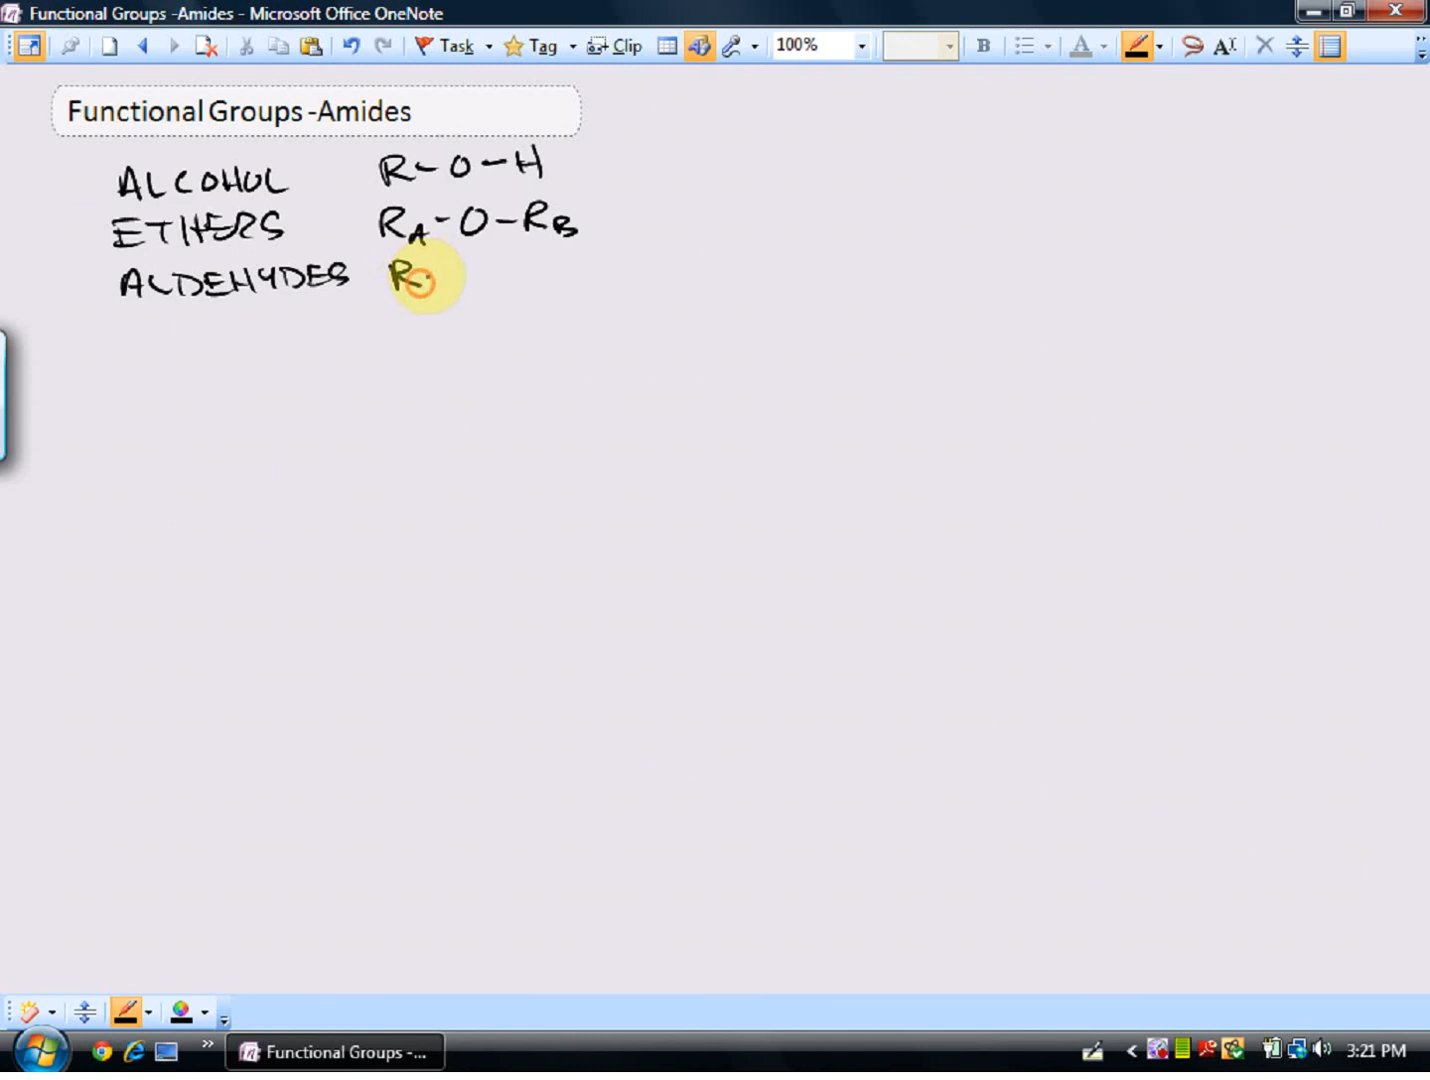 Functional Groups -Amides - Microsoft Office OneNote
Task Tag Clip 100% B A
Functional Groups -Amides
ALCOHOL R-O-H
ETHERS RA-O-RB
ALDEHYDES R-
Functional Groups -...
3:21 PM